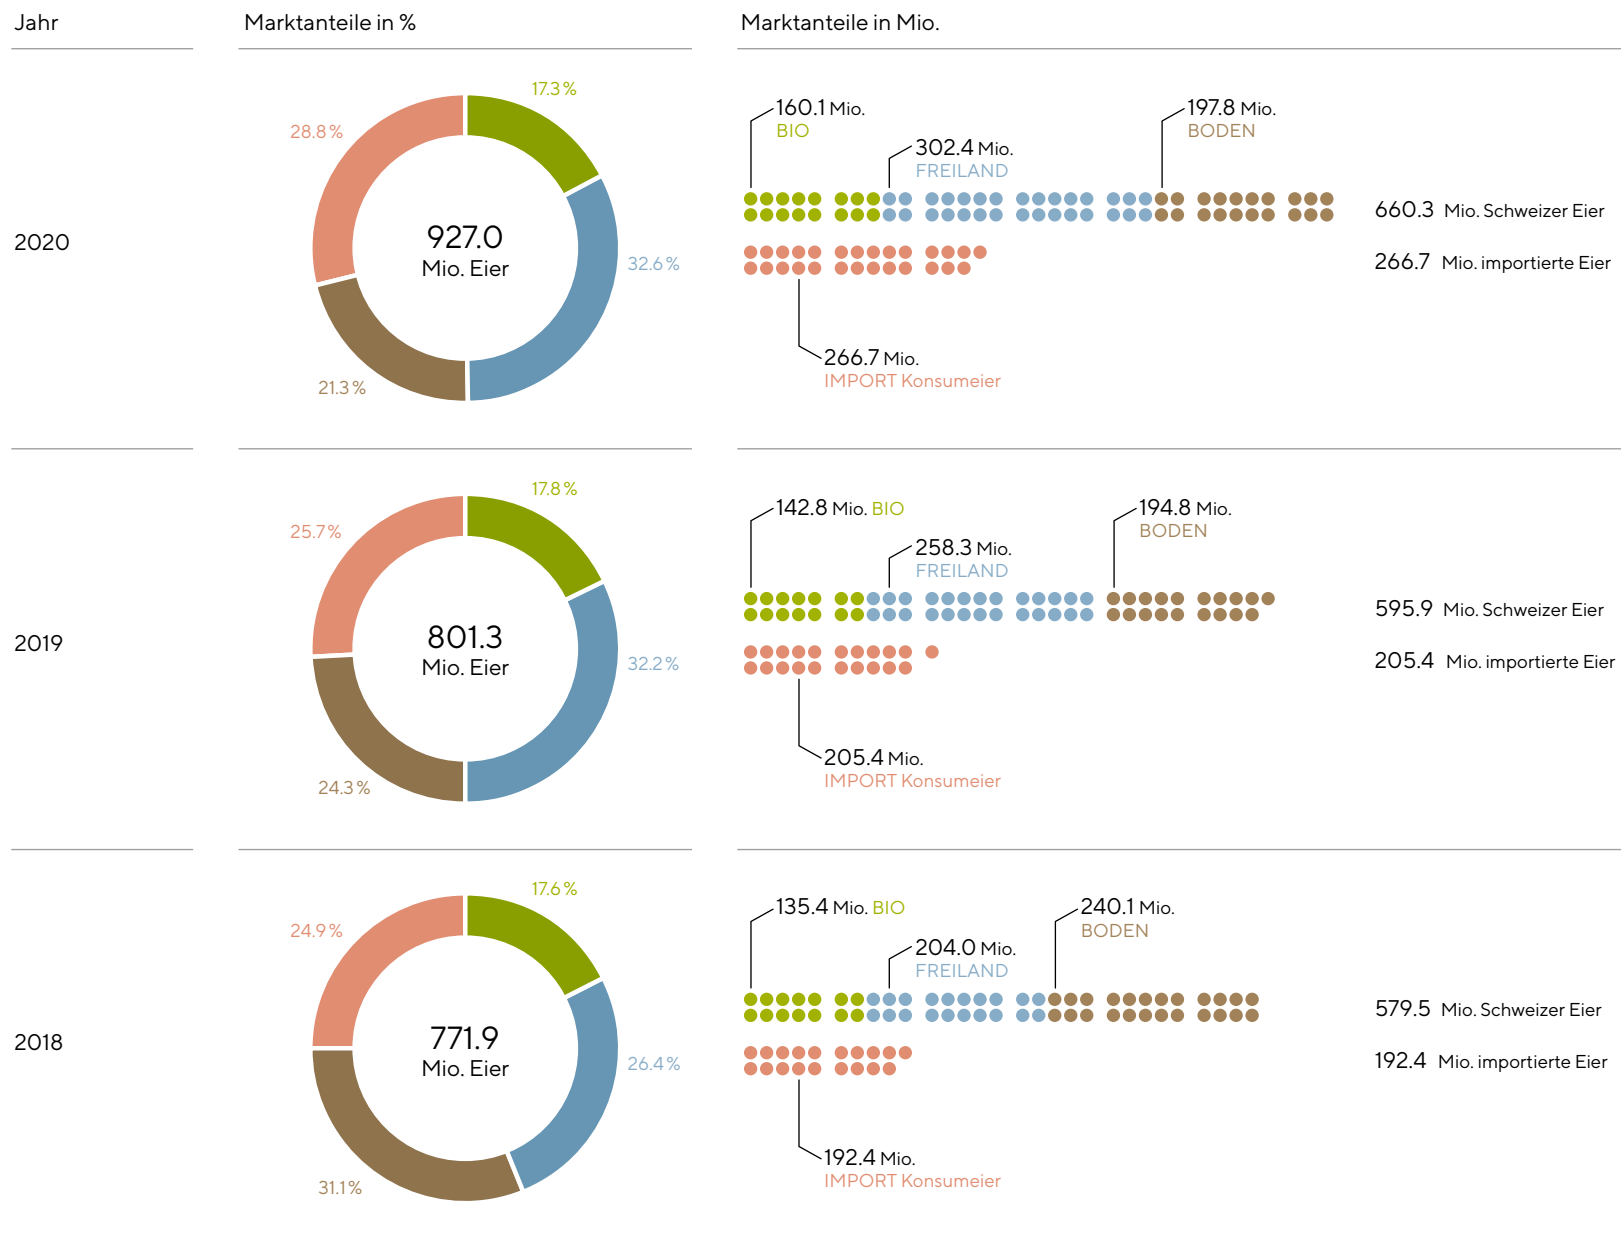 Jahr
Marktanteile in %
Marktanteile in Mio.
2020
17.3 %
28.8 %
927.0
Mio. Eier
32.6 %
21.3 %
160.1 Mio.
BIO
302.4 Mio.
FREILAND
197.8 Mio.
BODEN
660.3 Mio. Schweizer Eier
266.7 Mio. importierte Eier
266.7 Mio.
IMPORT Konsumeier
2019
17.8 %
25.7 %
801.3
Mio. Eier
32.2 %
24.3 %
142.8 Mio. BIO
258.3 Mio.
FREILAND
194.8 Mio.
BODEN
595.9 Mio. Schweizer Eier
205.4 Mio. importierte Eier
205.4 Mio.
IMPORT Konsumeier
2018
17.6 %
24.9 %
771.9
Mio. Eier
26.4 %
31.1 %
135.4 Mio. BIO
204.0 Mio.
FREILAND
240.1 Mio.
BODEN
579.5 Mio. Schweizer Eier
192.4 Mio. importierte Eier
192.4 Mio.
IMPORT Konsumeier